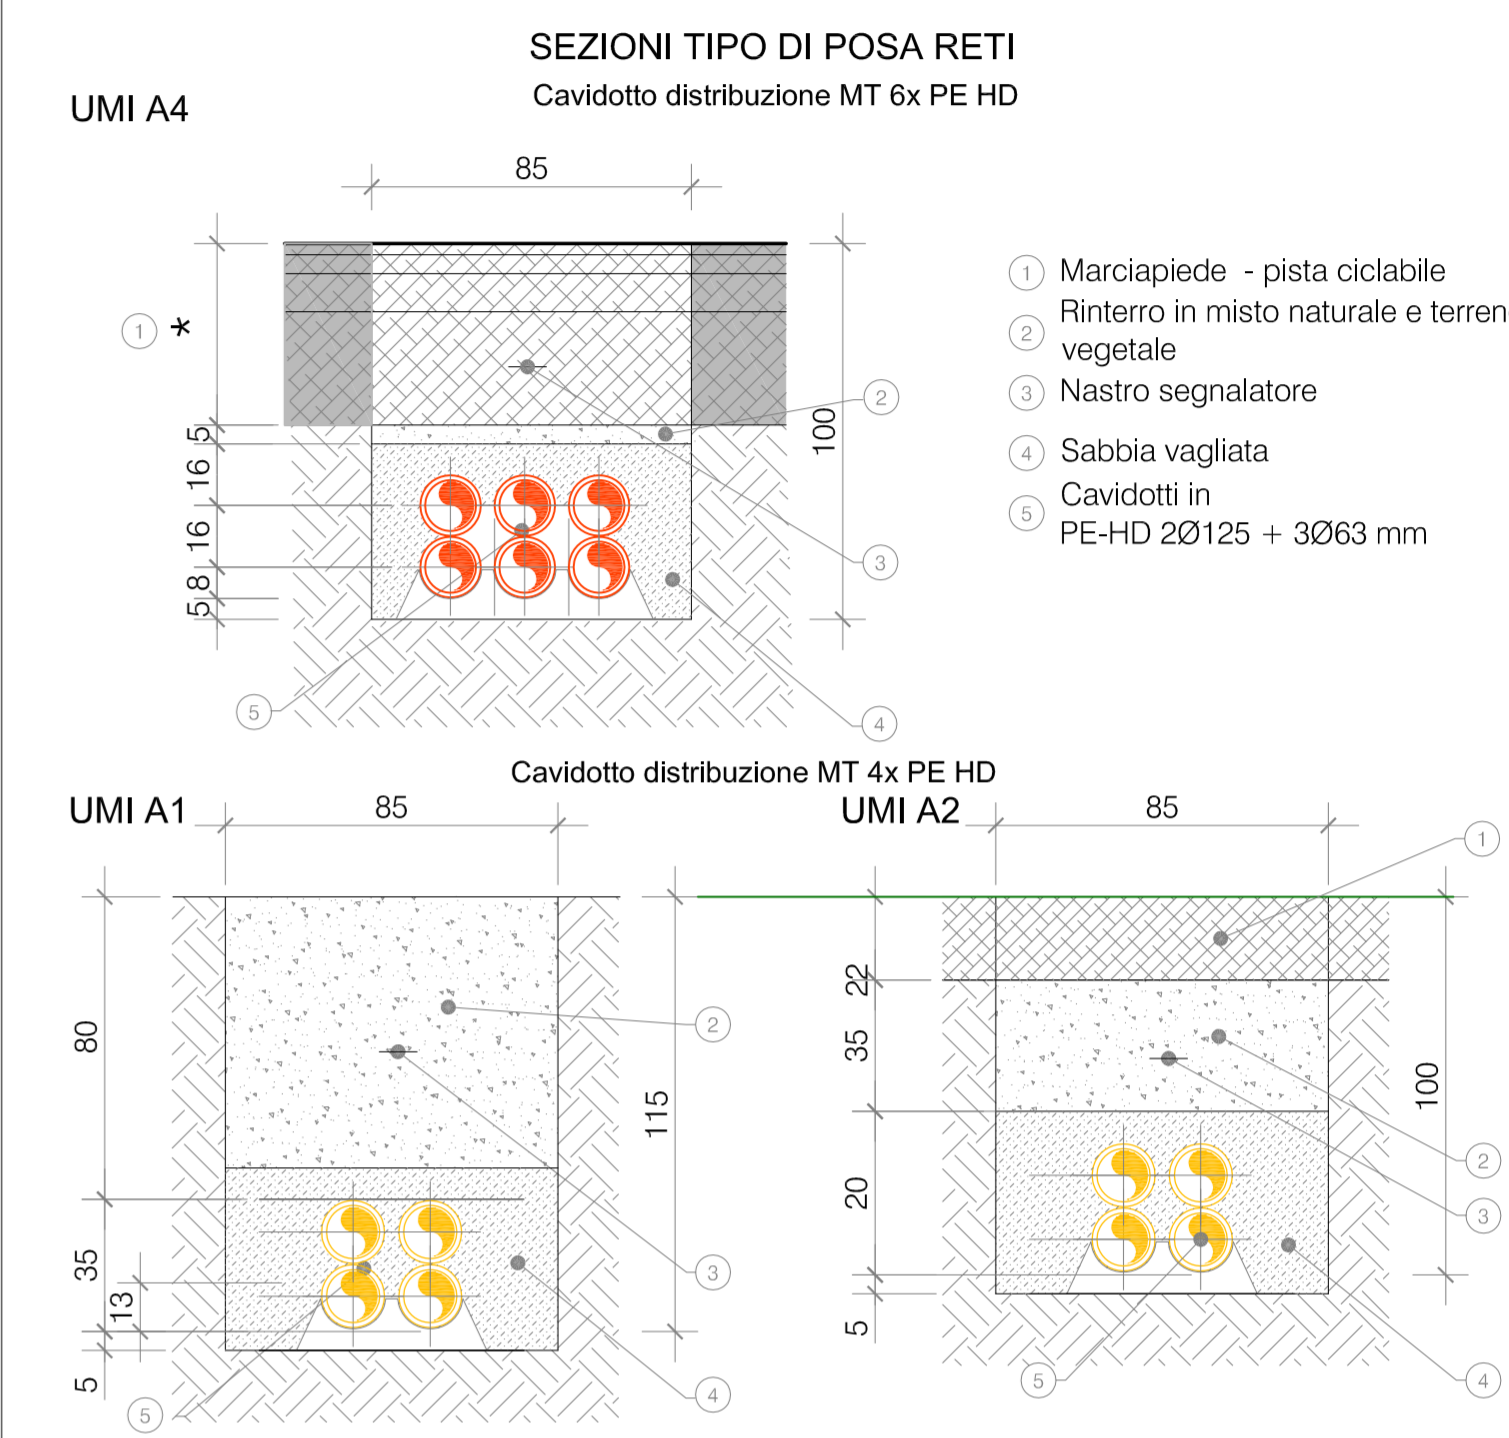 SEZIONI TIPO DI POSA RETI
Cavidotto distribuzione MT 6x PE HD
UMI A4
85
1 *
5
16
16
8
5
100
2
3
4
5
1 Marciapiede - pista ciclabile
2 Rinterro in misto naturale e terren
vegetale
3 Nastro segnalatore
4 Sabbia vagliata
5 Cavidotti in
PE-HD 2Ø125 + 3Ø63 mm
Cavidotto distribuzione MT 4x PE HD
UMI A1
85
80
35
13
5
115
2
3
4
5
UMI A2
85
22
35
20
5
100
1
2
3
4
5